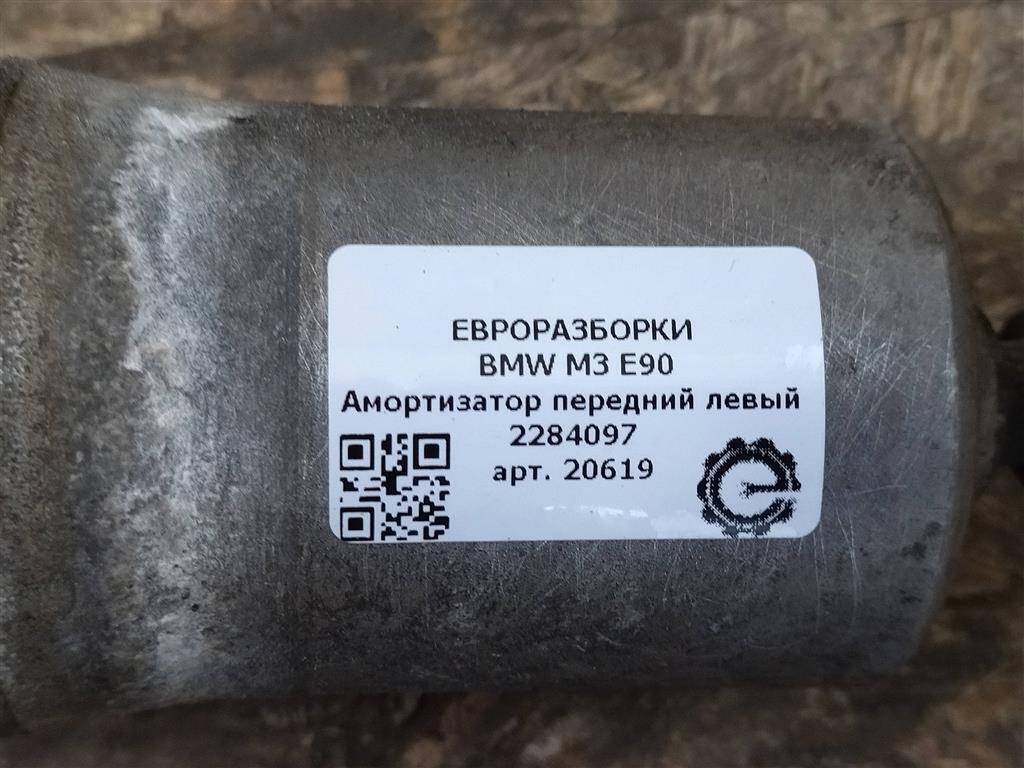 ЕВРОРАЗБОРКИ
BMW M3 E90
Амортизатор передний левый
2284097
арт. 20619